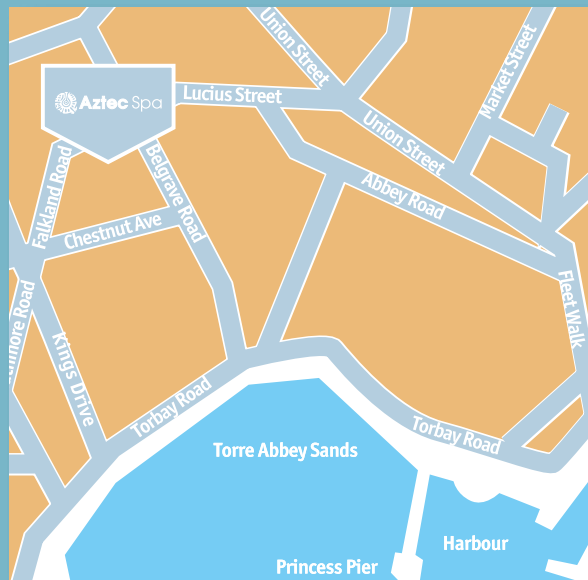 Union Street
Market Street
Aztec Spa
Lucius Street
Union Street
Falkland Road
Belgrave Road
Abbey Road
Chestnut Ave
Fleet Walk
Road
Kings Drive
Torbay Road
Torbay Road
Torre Abbey Sands
Harbour
Princess Pier